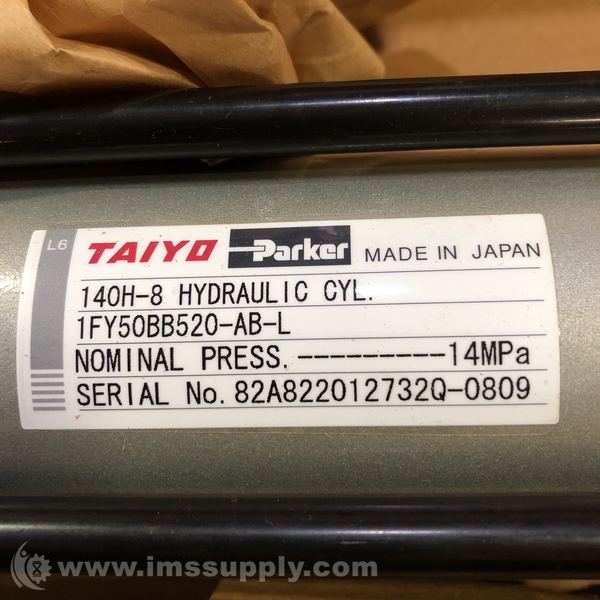 L6 TAIYO Parker MADE IN JAPAN
140H-8 HYDRAULIC CYL.
1FY50BB520-AB-L
NOMINAL PRESS.----------14MPa
SERIAL No. 82A822012732Q-0809
www.imssupply.com